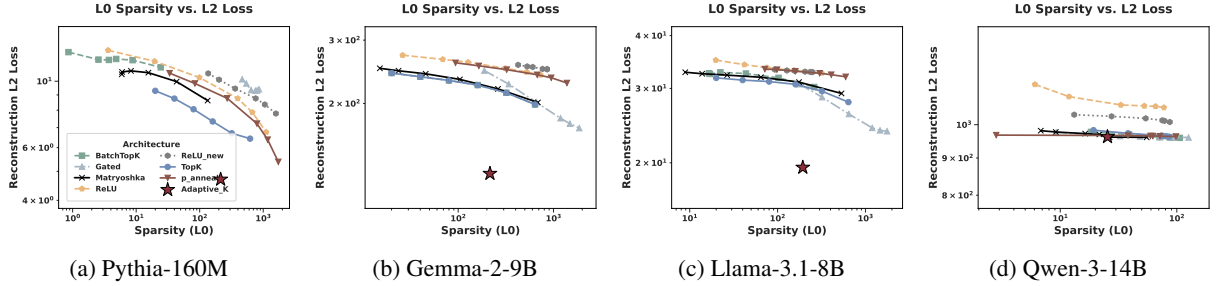 L0 Sparsity vs. L2 Loss
Reconstruction L2 Loss
10¹
6 × 10⁰
4 × 10⁰
Architecture
BatchTopK
Gated
Matryoshka
ReLU
ReLU_new
TopK
p_anneal
Adaptive_K
10⁰ 10¹ 10² 10³
Sparsity (L0)
(a) Pythia-160M
L0 Sparsity vs. L2 Loss
Reconstruction L2 Loss
3 × 10²
2 × 10²
10² 10³
Sparsity (L0)
(b) Gemma-2-9B
L0 Sparsity vs. L2 Loss
Reconstruction L2 Loss
4 × 10¹
3 × 10¹
2 × 10¹
10¹ 10² 10³
Sparsity (L0)
(c) Llama-3.1-8B
L0 Sparsity vs. L2 Loss
Reconstruction L2 Loss
10³
9 × 10²
8 × 10²
10¹ 10²
Sparsity (L0)
(d) Qwen-3-14B